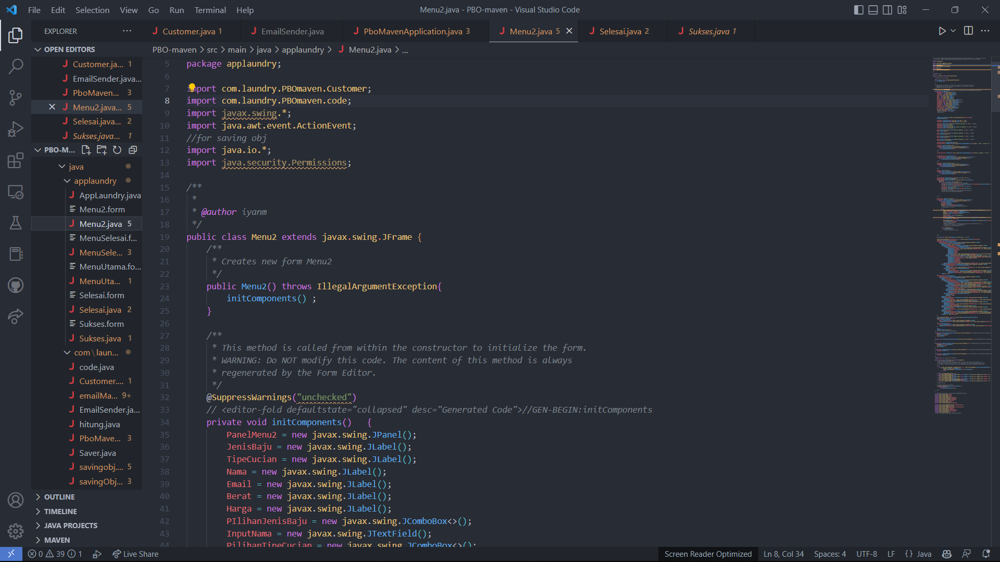 File Edit Selection View Go Run Terminal Help
Menu2.java - PBO-maven - Visual Studio Code
EXPLORER
Customer.java 1
EmailSender.java
PboMavenApplication.java 3
Menu2.java 5
Selesai.java 2
Sukses.java 1
OPEN EDITORS
Customer.ja... 1
EmailSender.java...
PboMaven... 3
Menu2.java... 5
Selesai.java... 2
Sukses.java... 1
PBO-M...
java
applaundry
AppLaundry.java
Menu2.form
Menu2.java 5
MenuSelesai.f...
MenuSele... 3
MenuUtama.fo...
MenuUta... 1
Selesai.form
Selesai.java 2
Sukses.form
Sukses.java 1
com\laun...
code.java
Customer.... 1
emailMa... 9+
EmailSender.ja...
hitung.java
PboMave... 3
Saver.java
savingobj.... 5
savingObj... 3
OUTLINE
TIMELINE
JAVA PROJECTS
MAVEN
PBO-maven > src > main > java > applaundry > Menu2.java > ...
5 package applaundry;
6
7 import com.laundry.PBOmaven.Customer;
8 import com.laundry.PBOmaven.code;
9 import javax.swing.*;
10 import java.awt.event.ActionEvent;
11 //for saving obj
12 import java.io.*;
13 import java.security.Permissions;
14
15 /**
16 *
17 * @author iyanm
18 */
19 public class Menu2 extends javax.swing.JFrame {
20 /**
21 * Creates new form Menu2
22 */
23 public Menu2() throws IllegalArgumentException{
24 initComponents() ;
25 }
26
27 /**
28 * This method is called from within the constructor to initialize the form.
29 * WARNING: Do NOT modify this code. The content of this method is always
30 * regenerated by the Form Editor.
31 */
32 @SuppressWarnings("unchecked")
33 // <editor-fold defaultstate="collapsed" desc="Generated Code">//GEN-BEGIN:initComponents
34 private void initComponents() {
35 PanelMenu2 = new javax.swing.JPanel();
36 JenisBaju = new javax.swing.JLabel();
37 TipeCucian = new javax.swing.JLabel();
38 Nama = new javax.swing.JLabel();
39 Email = new javax.swing.JLabel();
40 Berat = new javax.swing.JLabel();
41 Harga = new javax.swing.JLabel();
42 PIlihanJenisBaju = new javax.swing.JComboBox<>();
43 InputNama = new javax.swing.JTextField();
44 PilihanTipeCucian = new javax.swing.JComboBox<>();
0 39 1 Live Share
Screen Reader Optimized Ln 8, Col 34 Spaces: 4 UTF-8 LF {} Java